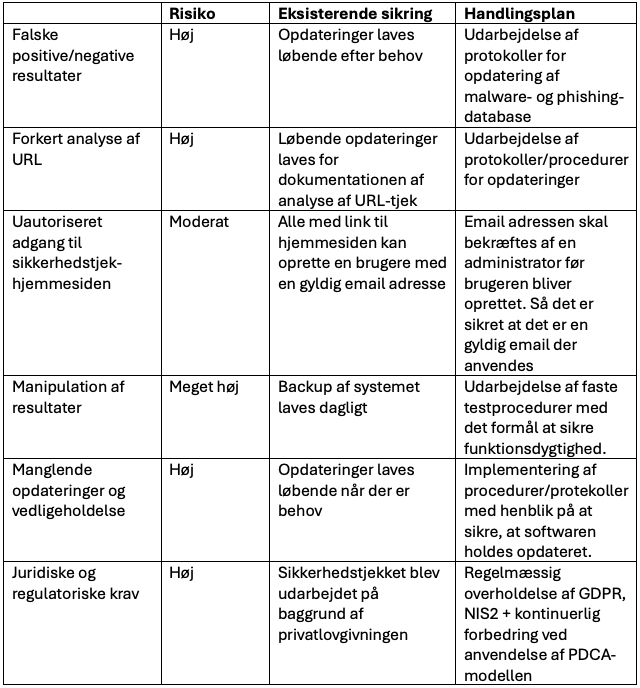 Risiko Eksisterende sikring Handlingsplan
Falske
positive/negative
resultater
Høj
Opdateringer laves
løbende efter behov
Udarbejdelse af
protokoller for
opdatering af
malware- og phishing-
database
Forkert analyse af
URL
Høj
Løbende opdateringer
laves for
dokumentationen af
analyse af URL-tjek
Udarbejdelse af
protokoller/procedurer
for opdateringer
Uautoriseret
adgang til
sikkerhedstjek-
hjemmesiden
Moderat
Alle med link til
hjemmesiden kan
oprette en brugere med
en gyldig email adresse
Email adressen skal
bekræftes af en
administrator før
brugeren bliver
oprettet. Så det er
sikret at det er en
gyldig email der
anvendes
Manipulation af
resultater
Meget høj
Backup af systemet
laves dagligt
Udarbejdelse af faste
testprocedurer med
det formål at sikre
funktionsdygtighed.
Manglende
opdateringer og
vedligeholdelse
Høj
Opdateringer laves
løbende når der er
behov
Implementering af
procedurer/protekoller
med henblik på at
sikre, at softwaren
holdes opdateret.
Juridiske og
regulatoriske krav
Høj
Sikkerhedstjekket blev
udarbejdet på
baggrund af
privatlovgivningen
Regelmæssig
overholdelse af GDPR,
NIS2 + kontinuerlig
forbedring ved
anvendelse af PDCA-
modellen